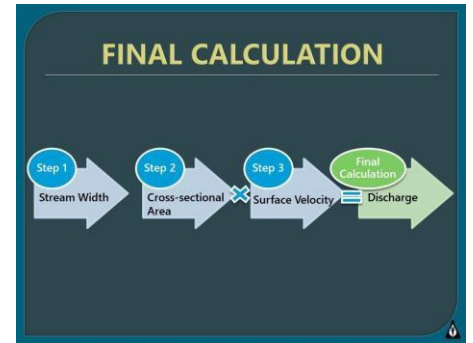 FINAL CALCULATION
Step 1
Stream Width
Step 2
Cross-sectional
Area
Step 3
Surface Velocity
Final
Calculation
Discharge